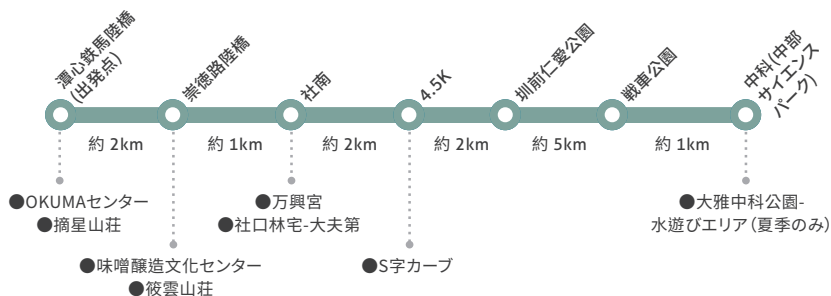 潭心鉄馬陸橋
(出発点)
崇徳路陸橋
社南
4.5K
圳前仁愛公園
戦車公園
中科(中部
サイエンス
パーク)
約 2km
約 1km
約 2km
約 2km
約 5km
約 1km
●OKUMAセンター
●摘星山荘
●味噌醸造文化センター
●筱雲山荘
●万興宮
●社口林宅-大夫第
●S字カーブ
●大雅中科公園-
水遊びエリア(夏季のみ)